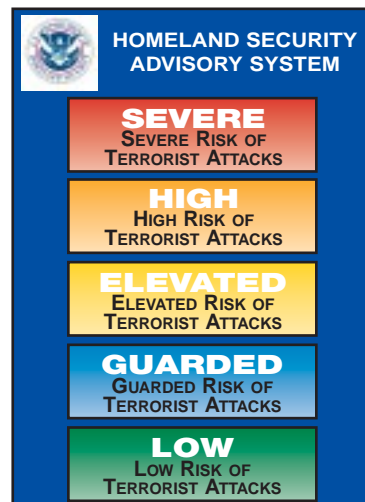 HOMELAND SECURITY
ADVISORY SYSTEM
SEVERE
SEVERE RISK OF
TERRORIST ATTACKS
HIGH
HIGH RISK OF
TERRORIST ATTACKS
ELEVATED
ELEVATED RISK OF
TERRORIST ATTACKS
GUARDED
GUARDED RISK OF
TERRORIST ATTACKS
LOW
LOW RISK OF
TERRORIST ATTACKS